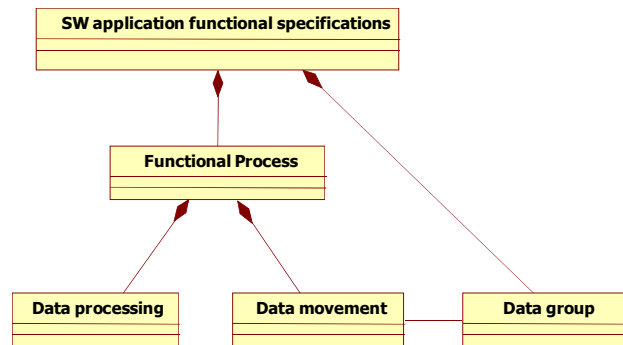 SW application functional specifications
Functional Process
Data processing
Data movement
Data group